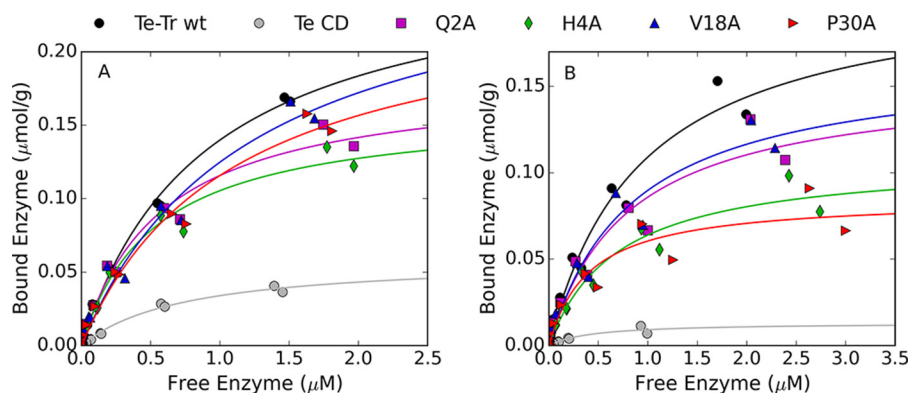 Te-Tr wt Te CD Q2A H4A V18A P30A
A
0.20
0.15
0.10
0.05
0.00
Bound Enzyme (μmol/g)
0.0 0.5 1.0 1.5 2.0 2.5
Free Enzyme (μM)
B
0.15
0.10
0.05
0.00
Bound Enzyme (μmol/g)
0.0 0.5 1.0 1.5 2.0 2.5 3.0 3.5
Free Enzyme (μM)